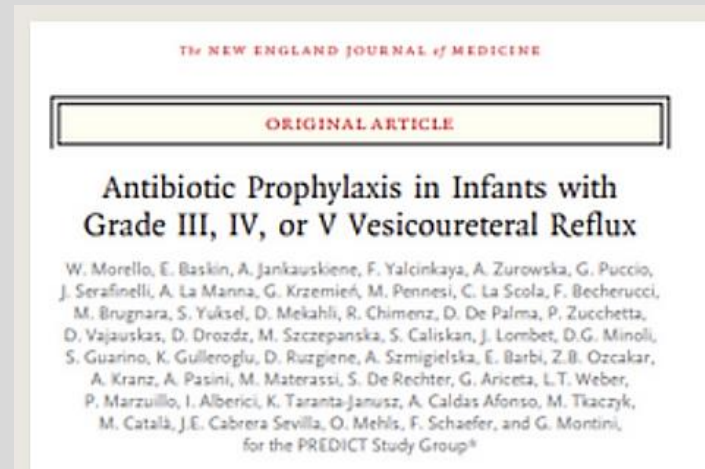 The NEW ENGLAND JOURNAL of MEDICINE
ORIGINAL ARTICLE
Antibiotic Prophylaxis in Infants with
Grade III, IV, or V Vesicoureteral Reflux
W. Morello, E. Baskin, A. Jankauskiene, F. Yalcinkaya, A. Zurowska, G. Puccio,
J. Serafinelli, A. La Manna, G. Krzemień, M. Pennesi, C. La Scola, F. Becherucci,
M. Brugnara, S. Yuksel, D. Mekahli, R. Chimenz, D. De Palma, P. Zucchetta,
D. Vajauskas, D. Drozdz, M. Szczepanska, S. Caliskan, J. Lombet, D.G. Minoli,
S. Guarino, K. Gulleroglu, D. Ruzgiene, A. Szmigielska, E. Barbi, Z.B. Ozcakar,
A. Kranz, A. Pasini, M. Materassi, S. De Rechter, G. Ariceta, L.T. Weber,
P. Marzuillo, I. Alberici, K. Taranta-Janusz, A. Caldas Afonso, M. Tkaczyk,
M. Català, J.E. Cabrera Sevilla, O. Mehls, F. Schaefer, and G. Montini,
for the PREDICT Study Group*